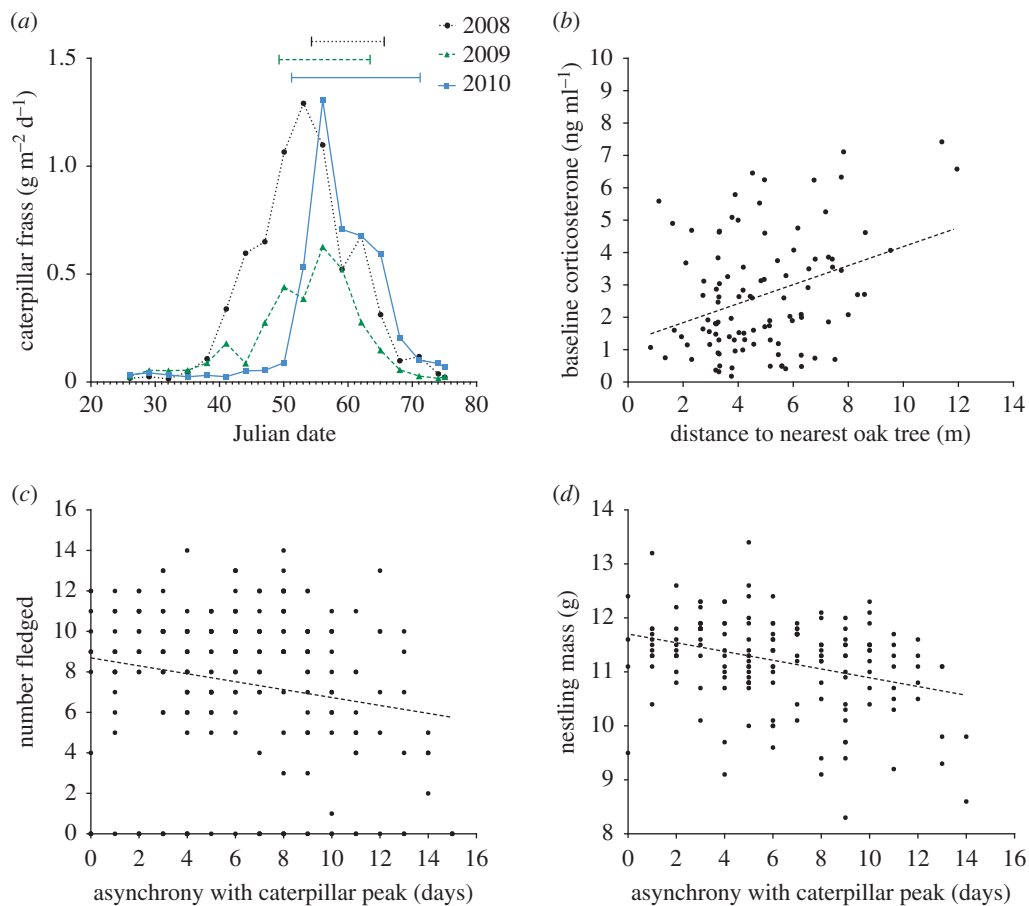 (a)
2008
2009
2010
caterpillar frass (g m⁻² d⁻¹)
1.5
1.0
0.5
0
20 30 40 50 60 70 80
Julian date
(b)
baseline corticosterone (ng ml⁻¹)
10
9
8
7
6
5
4
3
2
1
0
0 2 4 6 8 10 12 14
distance to nearest oak tree (m)
(c)
number fledged
16
14
12
10
8
6
4
2
0
0 2 4 6 8 10 12 14 16
asynchrony with caterpillar peak (days)
(d)
nestling mass (g)
14
13
12
11
10
9
8
0 2 4 6 8 10 12 14 16
asynchrony with caterpillar peak (days)